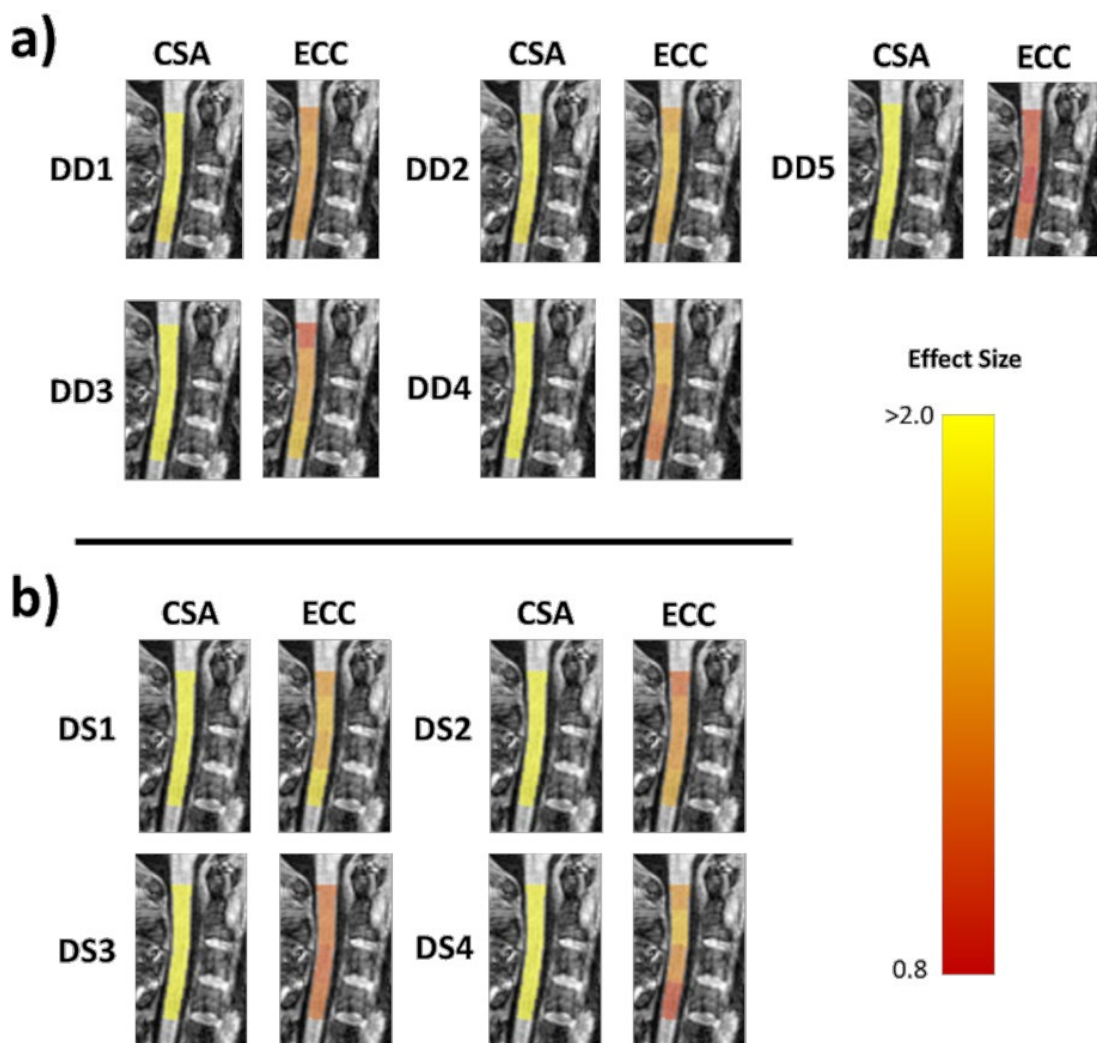 a)
CSA ECC CSA ECC CSA ECC
DD1 DD2 DD5
DD3 DD4
Effect Size
>2.0
0.8
b)
CSA ECC CSA ECC
DS1 DS2
DS3 DS4